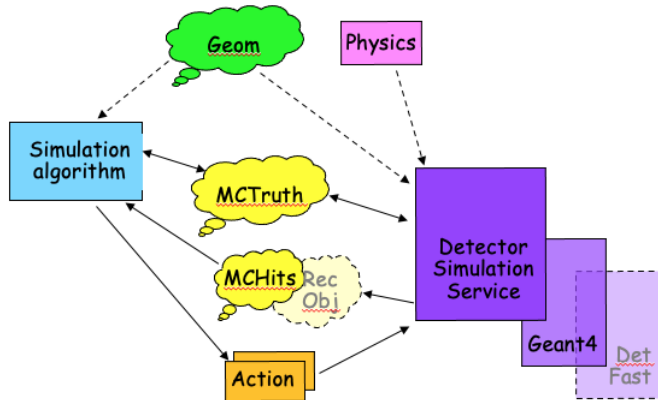 Geom
Physics
Simulation
algorithm
MCTruth
MCHits
Rec
Obj
Detector
Simulation
Service
Geant4
Det
Fast
Action